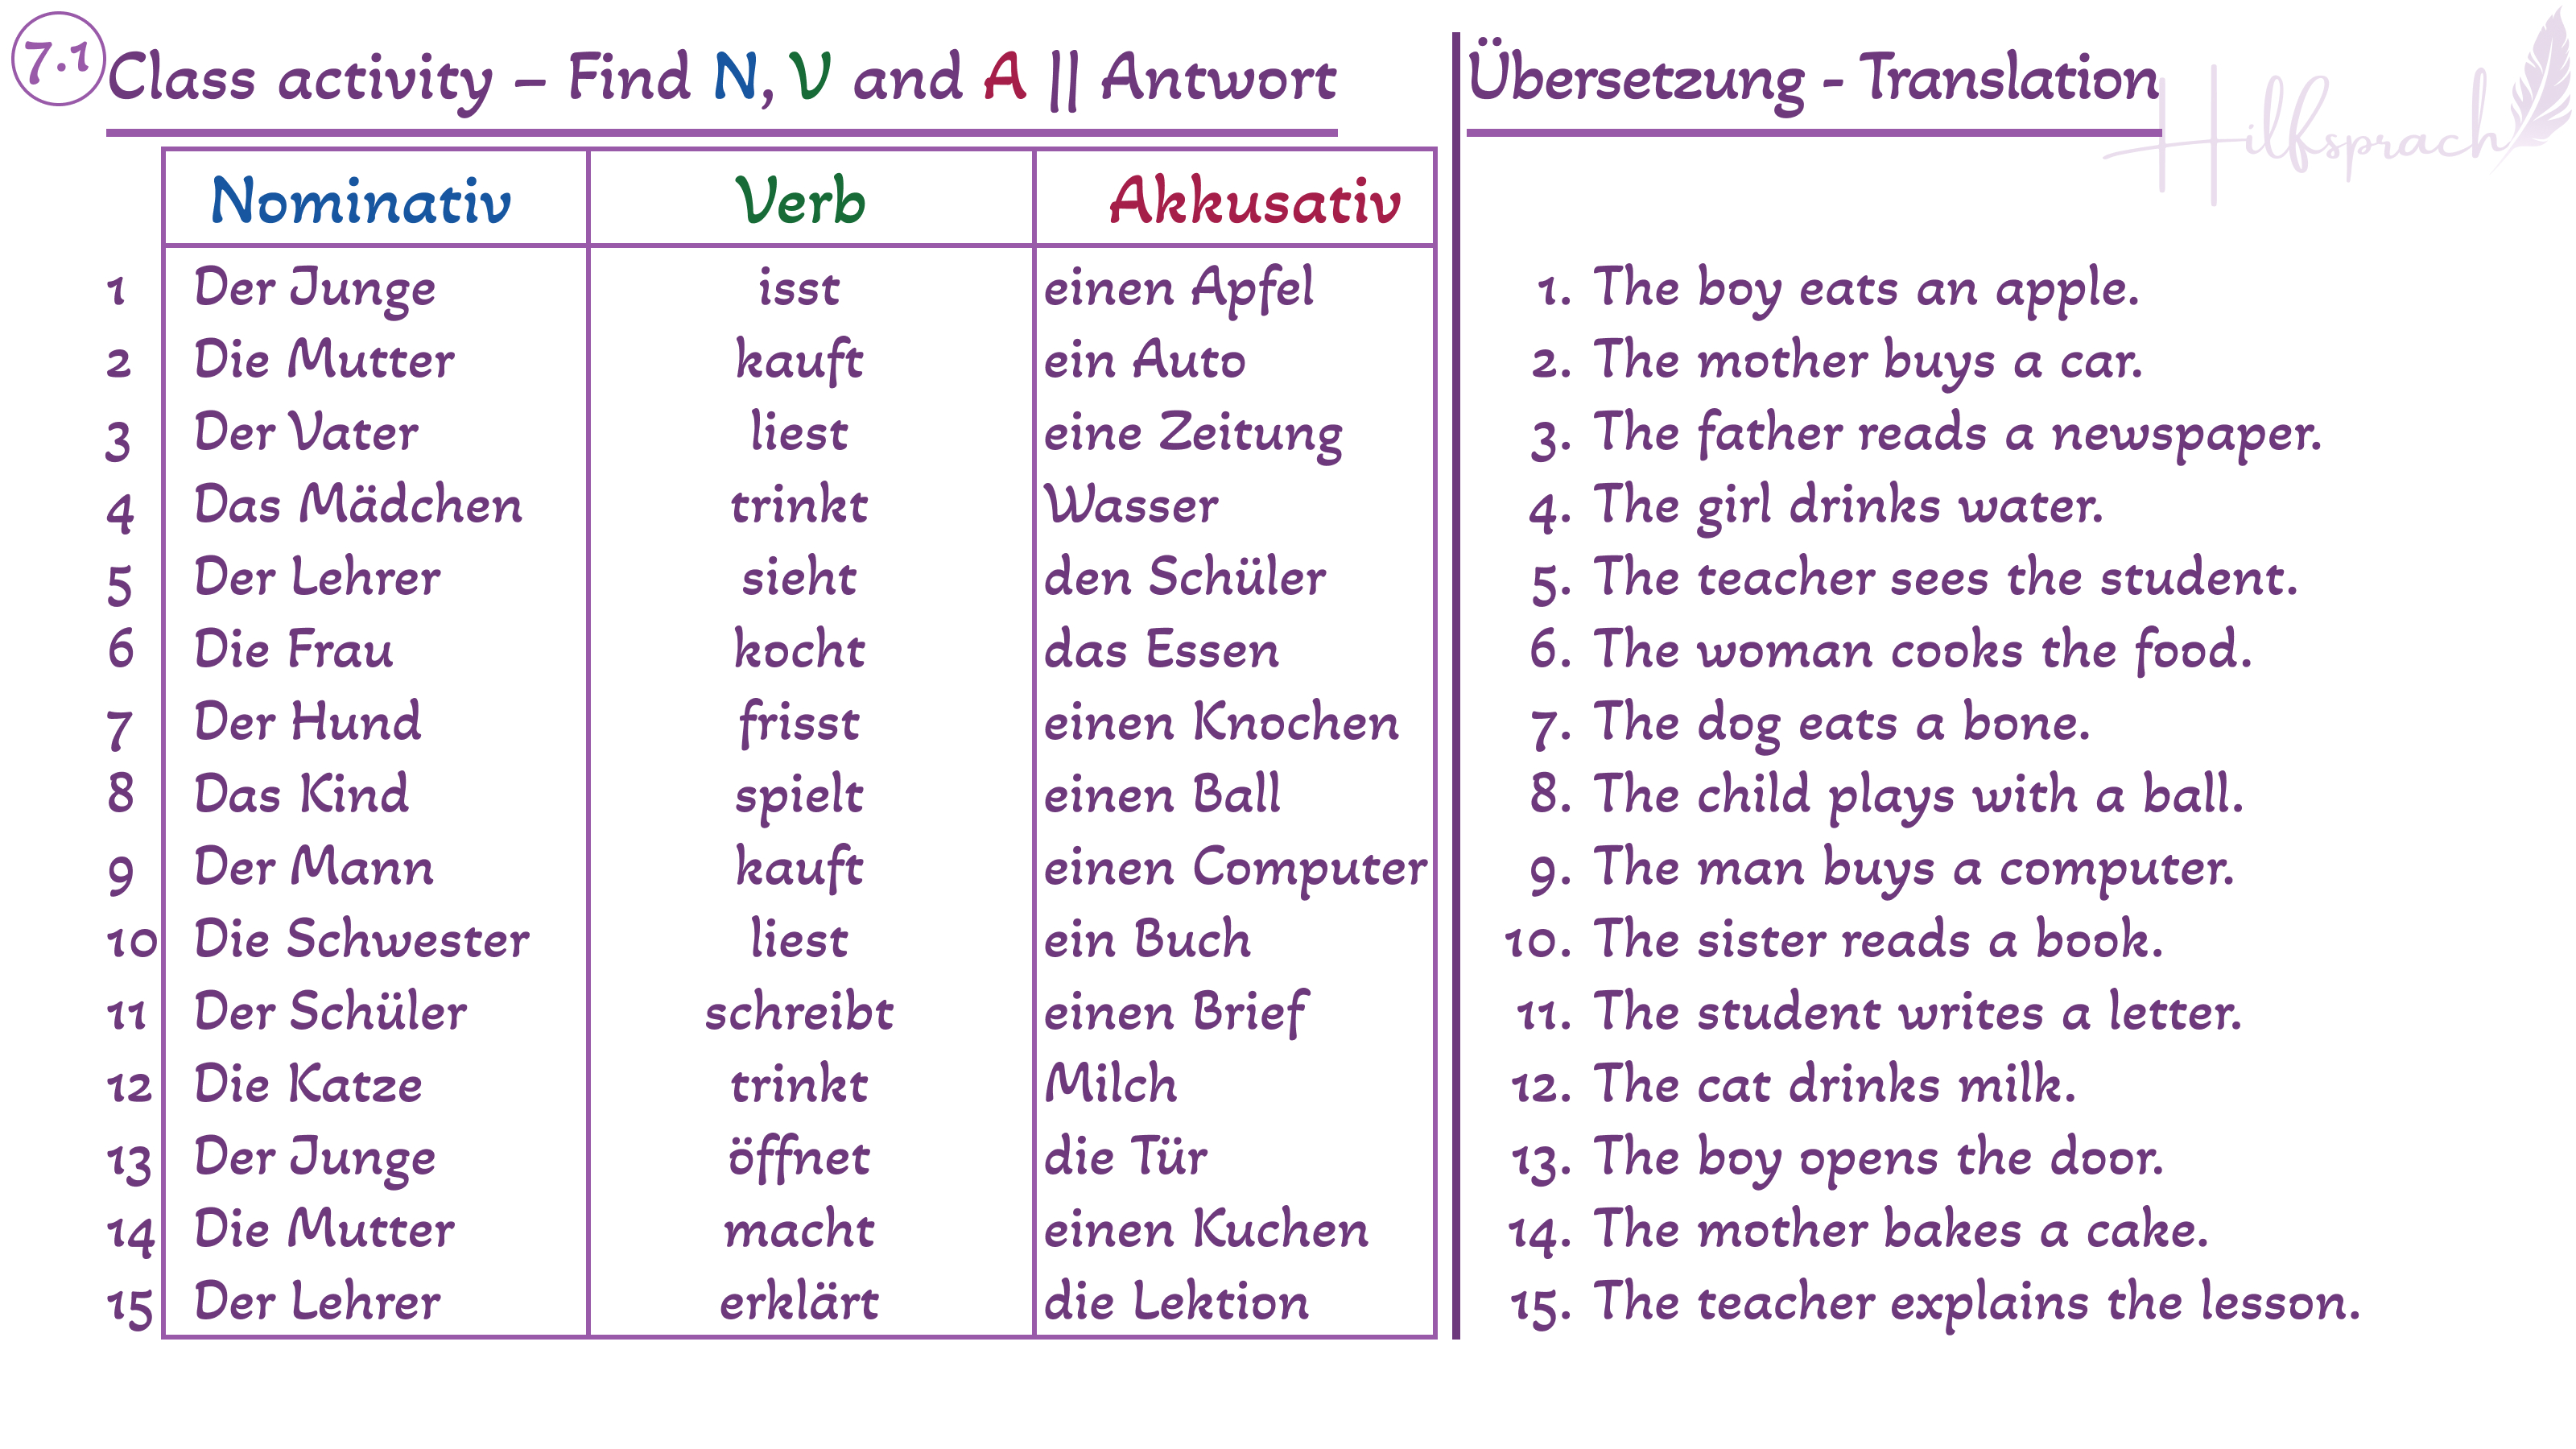 7.1 Class activity – Find N, V and A || Antwort
Nominativ Verb Akkusativ
1 Der Junge isst einen Apfel
2 Die Mutter kauft ein Auto
3 Der Vater liest eine Zeitung
4 Das Mädchen trinkt Wasser
5 Der Lehrer sieht den Schüler
6 Die Frau kocht das Essen
7 Der Hund frisst einen Knochen
8 Das Kind spielt einen Ball
9 Der Mann kauft einen Computer
10 Die Schwester liest ein Buch
11 Der Schüler schreibt einen Brief
12 Die Katze trinkt Milch
13 Der Junge öffnet die Tür
14 Die Mutter macht einen Kuchen
15 Der Lehrer erklärt die Lektion
Übersetzung - Translation
Hilfsprach
1. The boy eats an apple.
2. The mother buys a car.
3. The father reads a newspaper.
4. The girl drinks water.
5. The teacher sees the student.
6. The woman cooks the food.
7. The dog eats a bone.
8. The child plays with a ball.
9. The man buys a computer.
10. The sister reads a book.
11. The student writes a letter.
12. The cat drinks milk.
13. The boy opens the door.
14. The mother bakes a cake.
15. The teacher explains the lesson.